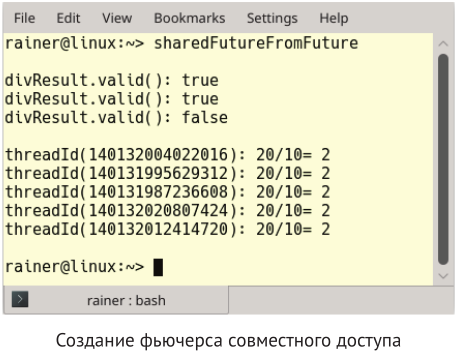 File Edit View Bookmarks Settings Help
rainer@linux:~> sharedFutureFromFuture
divResult.valid(): true
divResult.valid(): true
divResult.valid(): false
threadId(140132004022016): 20/10= 2
threadId(140131995629312): 20/10= 2
threadId(140131987236608): 20/10= 2
threadId(140132020807424): 20/10= 2
threadId(140132012414720): 20/10= 2
rainer@linux:~>
rainer : bash
Создание фьючерса совместного доступа